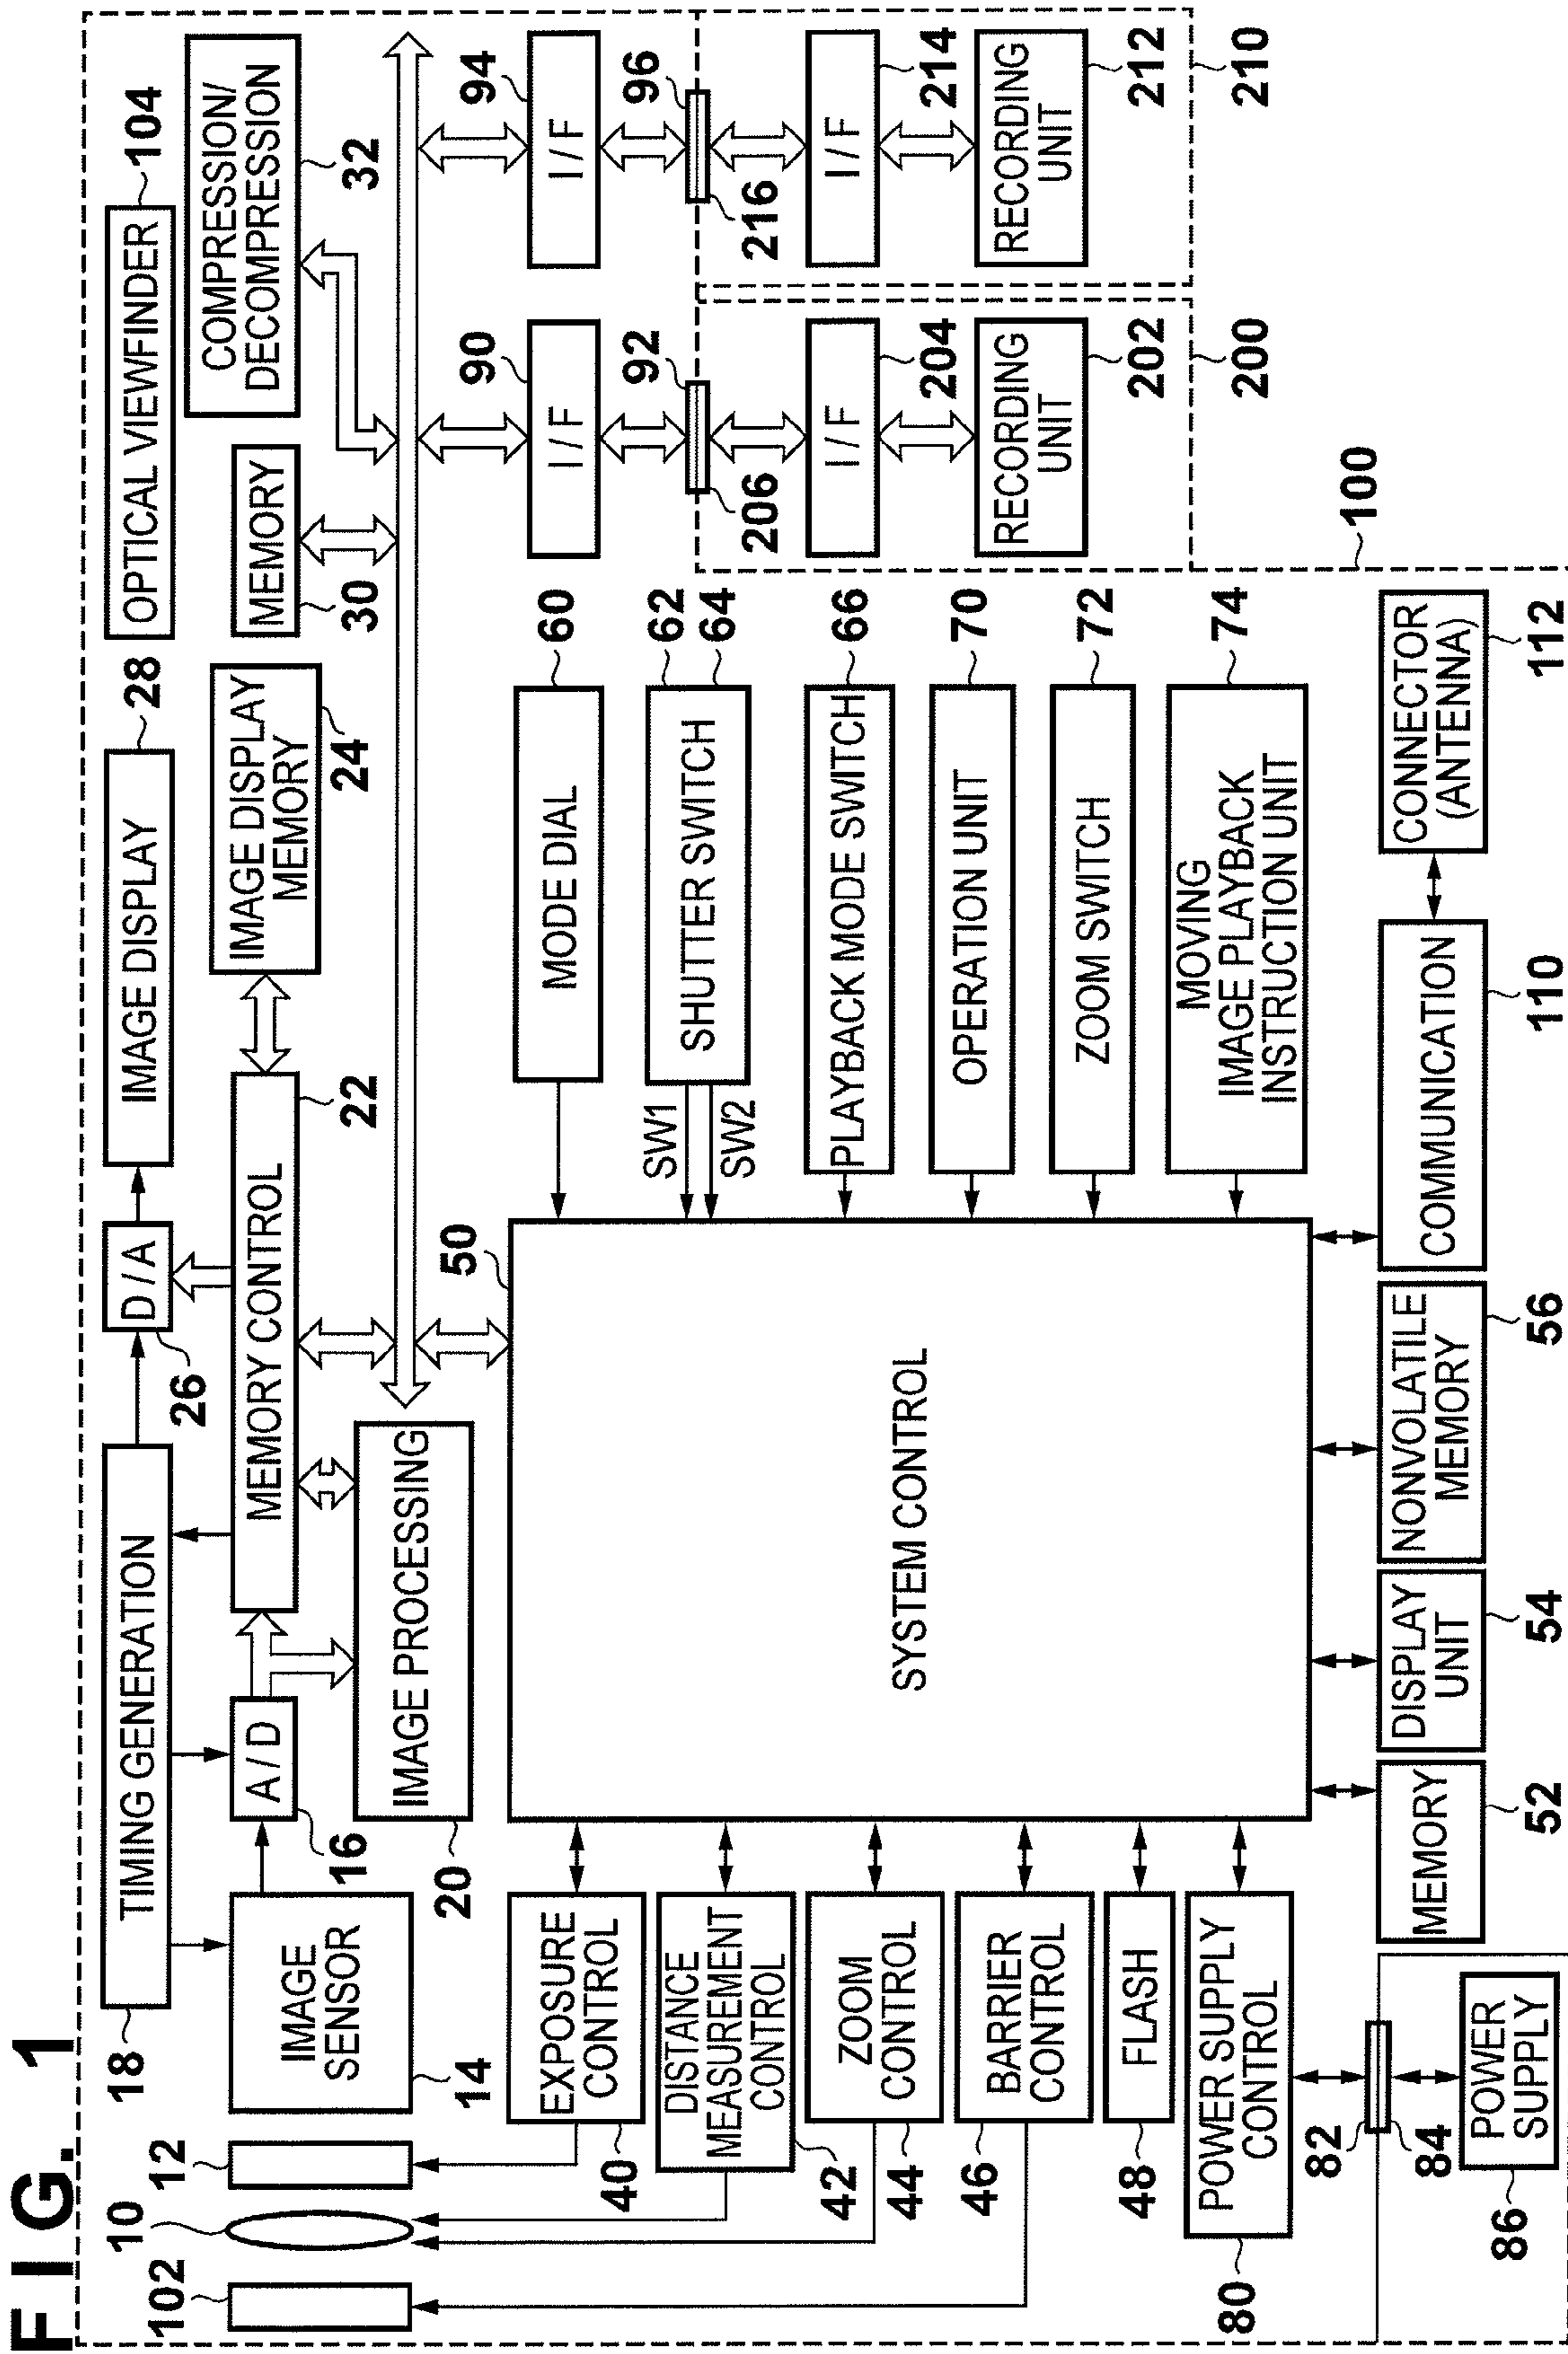 FIG. 1
102
10
12
18
TIMING GENERATION
26
D/A
IMAGE DISPLAY
28
OPTICAL VIEWFINDER
104
IMAGE
SENSOR
14
A/D
16
MEMORY CONTROL
22
IMAGE DISPLAY
MEMORY
24
MEMORY
30
COMPRESSION/
DECOMPRESSION
32
IMAGE PROCESSING
20
50
SYSTEM CONTROL
EXPOSURE
CONTROL
40
DISTANCE
MEASUREMENT
CONTROL
42
ZOOM
CONTROL
44
BARRIER
CONTROL
46
FLASH
48
POWER SUPPLY
CONTROL
80
82
84
POWER
SUPPLY
86
MODE DIAL
60
SW1
SW2
SHUTTER SWITCH
62
64
PLAYBACK MODE SWITCH
66
OPERATION UNIT
70
ZOOM SWITCH
72
MOVING
IMAGE PLAYBACK
INSTRUCTION UNIT
74
I/F
90
92
206
I/F
204
RECORDING
UNIT
202
200
I/F
94
96
216
I/F
214
RECORDING
UNIT
212
210
100
MEMORY
52
DISPLAY
UNIT
54
NONVOLATILE
MEMORY
56
COMMUNICATION
110
CONNECTOR
(ANTENNA)
112